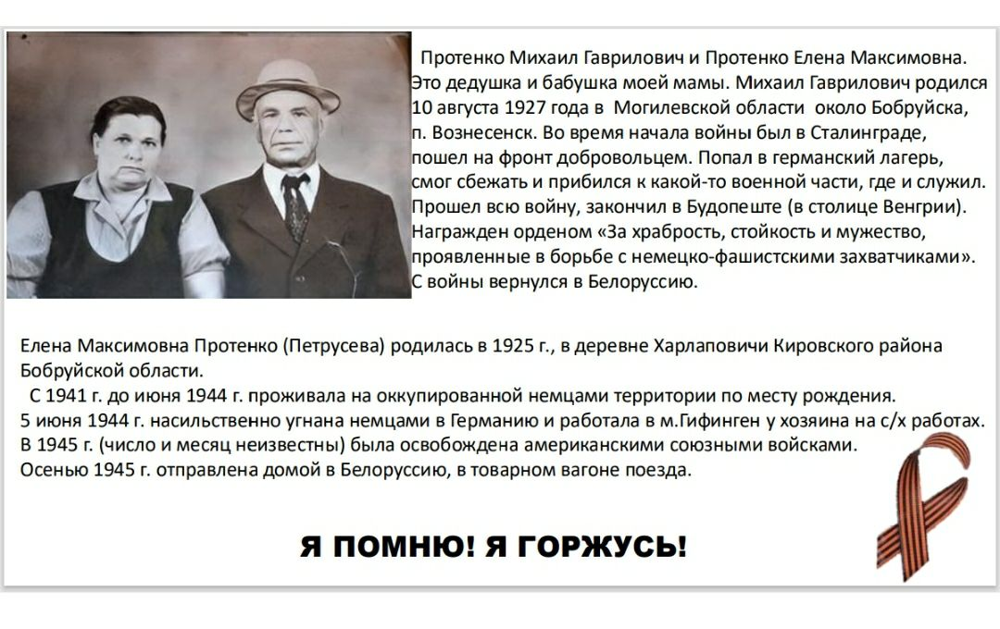 Протенко Михаил Гаврилович и Протенко Елена Максимовна.
Это дедушка и бабушка моей мамы. Михаил Гаврилович родился
10 августа 1927 года в Могилевской области около Бобруйска,
п. Вознесенск. Во время начала войны был в Сталинграде,
пошел на фронт добровольцем. Попал в германский лагерь,
смог сбежать и прибился к какой-то военной части, где и служил.
Прошел всю войну, закончил в Будопеште (в столице Венгрии).
Награжден орденом «За храбрость, стойкость и мужество,
проявленные в борьбе с немецко-фашистскими захватчиками».
С войны вернулся в Белоруссию.
Елена Максимовна Протенко (Петрусева) родилась в 1925 г., в деревне Харлаповичи Кировского района
Бобруйской области.
С 1941 г. до июня 1944 г. проживала на оккупированной немцами территории по месту рождения.
5 июня 1944 г. насильственно угнана немцами в Германию и работала в м.Гифинген у хозяина на с/х работах.
В 1945 г. (число и месяц неизвестны) была освобождена американскими союзными войсками.
Осенью 1945 г. отправлена домой в Белоруссию, в товарном вагоне поезда.
Я ПОМНЮ! Я ГОРЖУСЬ!